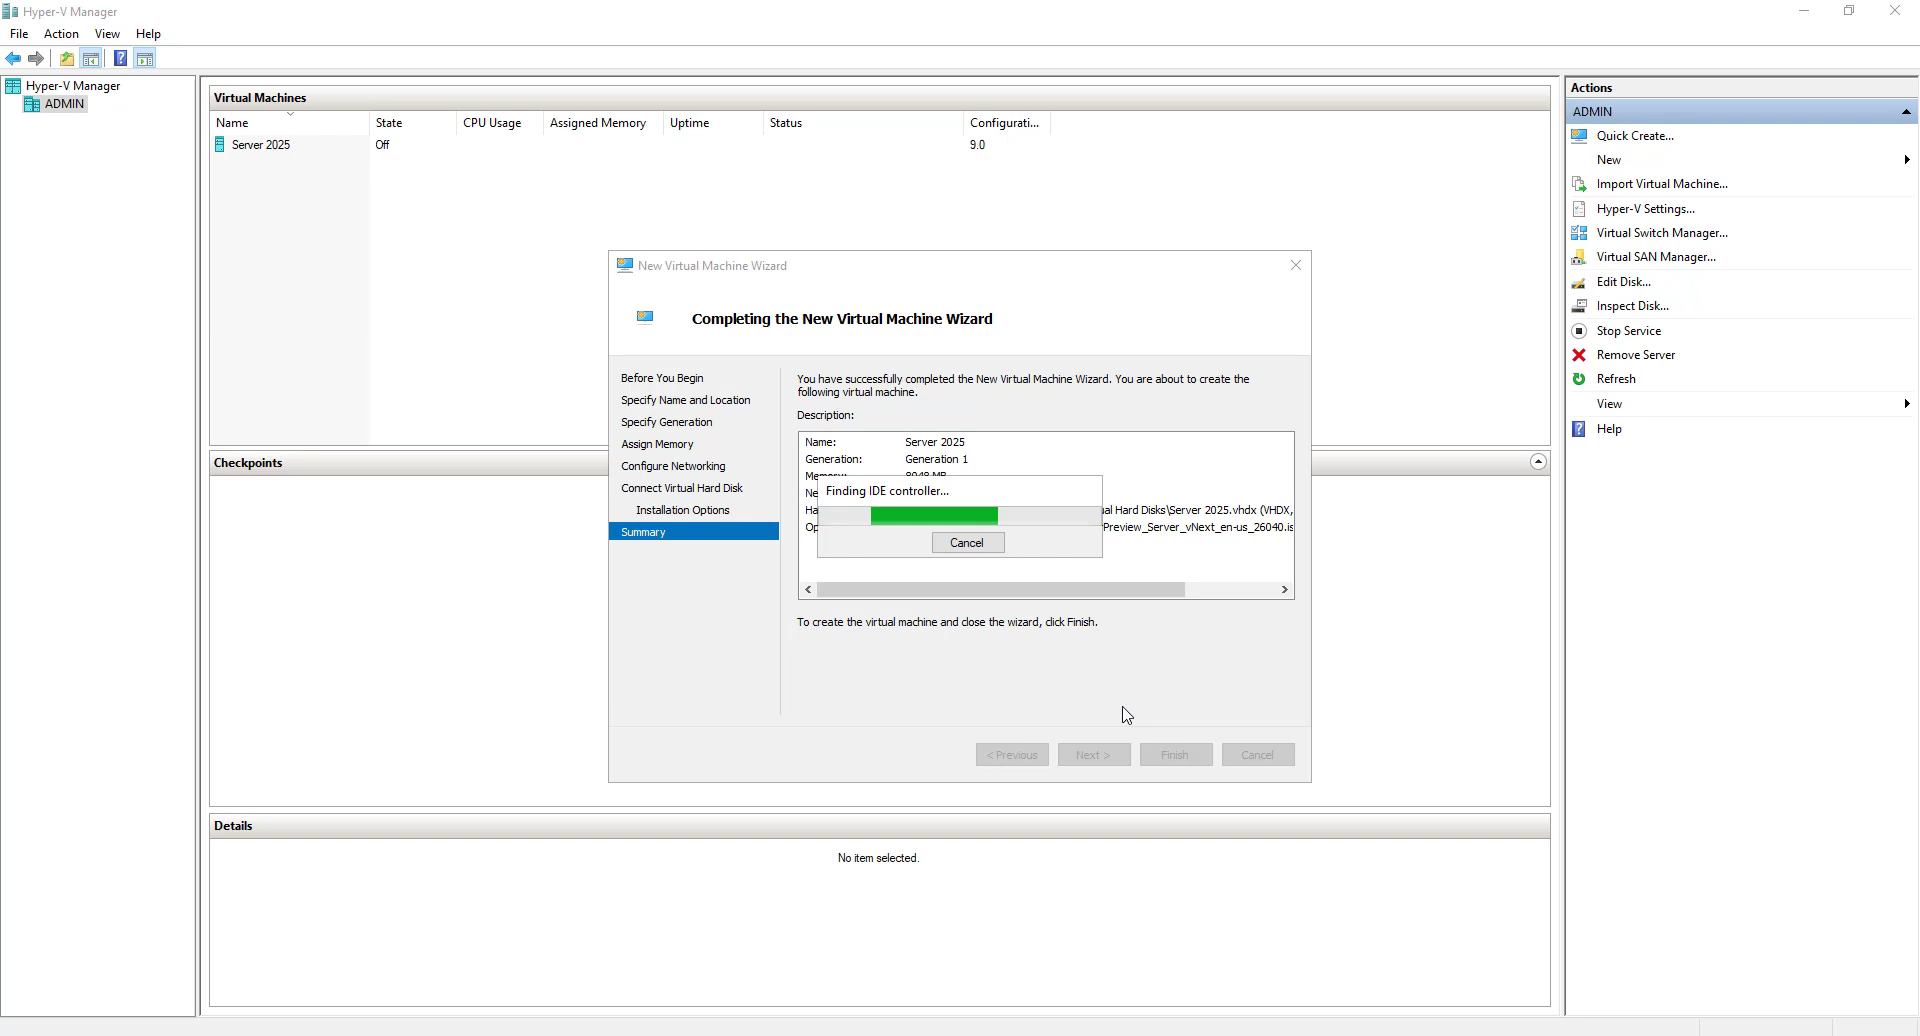 Hyper-V Manager
File Action View Help
Hyper-V Manager
ADMIN
Virtual Machines
Name State CPU Usage Assigned Memory Uptime Status Configurati...
Server 2025 Off 9.0
Checkpoints
Details
No item selected.
New Virtual Machine Wizard
Completing the New Virtual Machine Wizard
Before You Begin
Specify Name and Location
Specify Generation
Assign Memory
Configure Networking
Connect Virtual Hard Disk
Installation Options
Summary
You have successfully completed the New Virtual Machine Wizard. You are about to create the
following virtual machine.
Description:
Name: Server 2025
Generation: Generation 1
Finding IDE controller...
ual Hard Disks\Server 2025.vhdx (VHDX,
Preview_Server_vNext_en-us_26040.is
Cancel
To create the virtual machine and close the wizard, click Finish.
< Previous Next > Finish Cancel
Actions
ADMIN
Quick Create...
New
Import Virtual Machine...
Hyper-V Settings...
Virtual Switch Manager...
Virtual SAN Manager...
Edit Disk...
Inspect Disk...
Stop Service
Remove Server
Refresh
View
Help